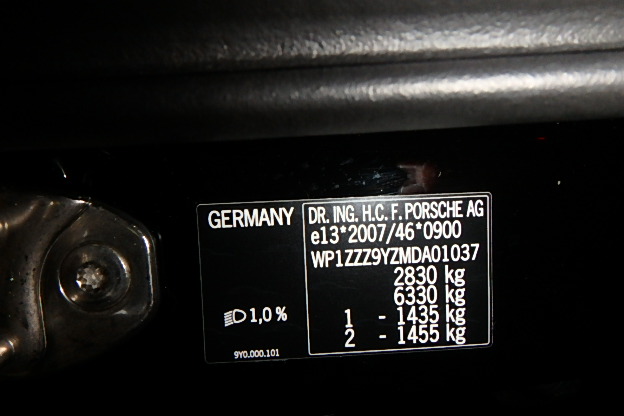 GERMANY
DR. ING. H.C. F. PORSCHE AG
e13*2007/46*0900
WP1ZZZ9YZMDA01037
2830 kg
6330 kg
1 - 1435 kg
2 - 1455 kg
1,0 %
9Y0.000.101